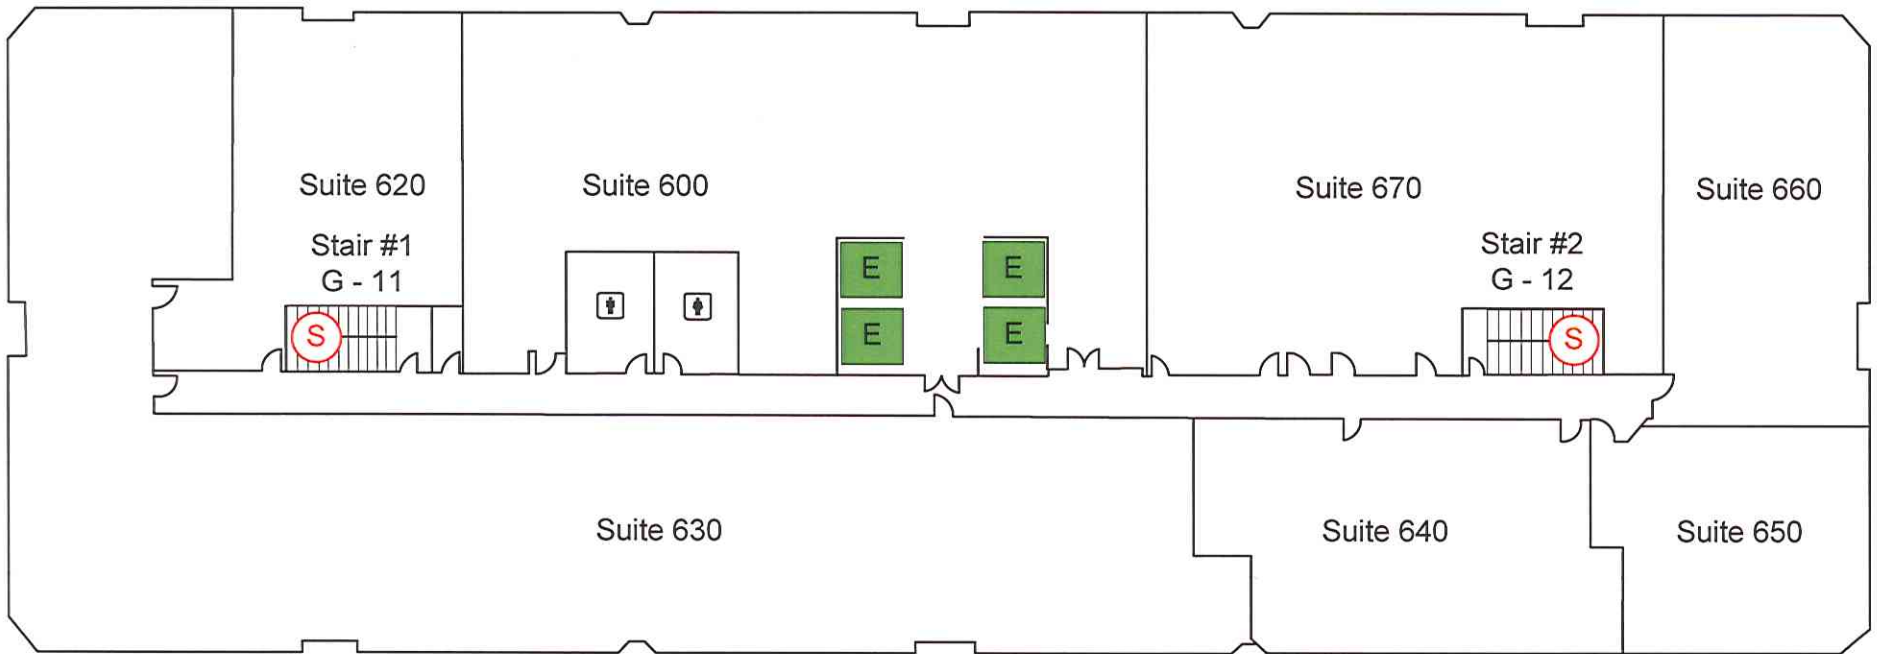 Suite 620
Suite 600
Suite 670
Suite 660
Stair #1
G - 11
Stair #2
G - 12
E
E
E
E
S
S
Suite 630
Suite 640
Suite 650